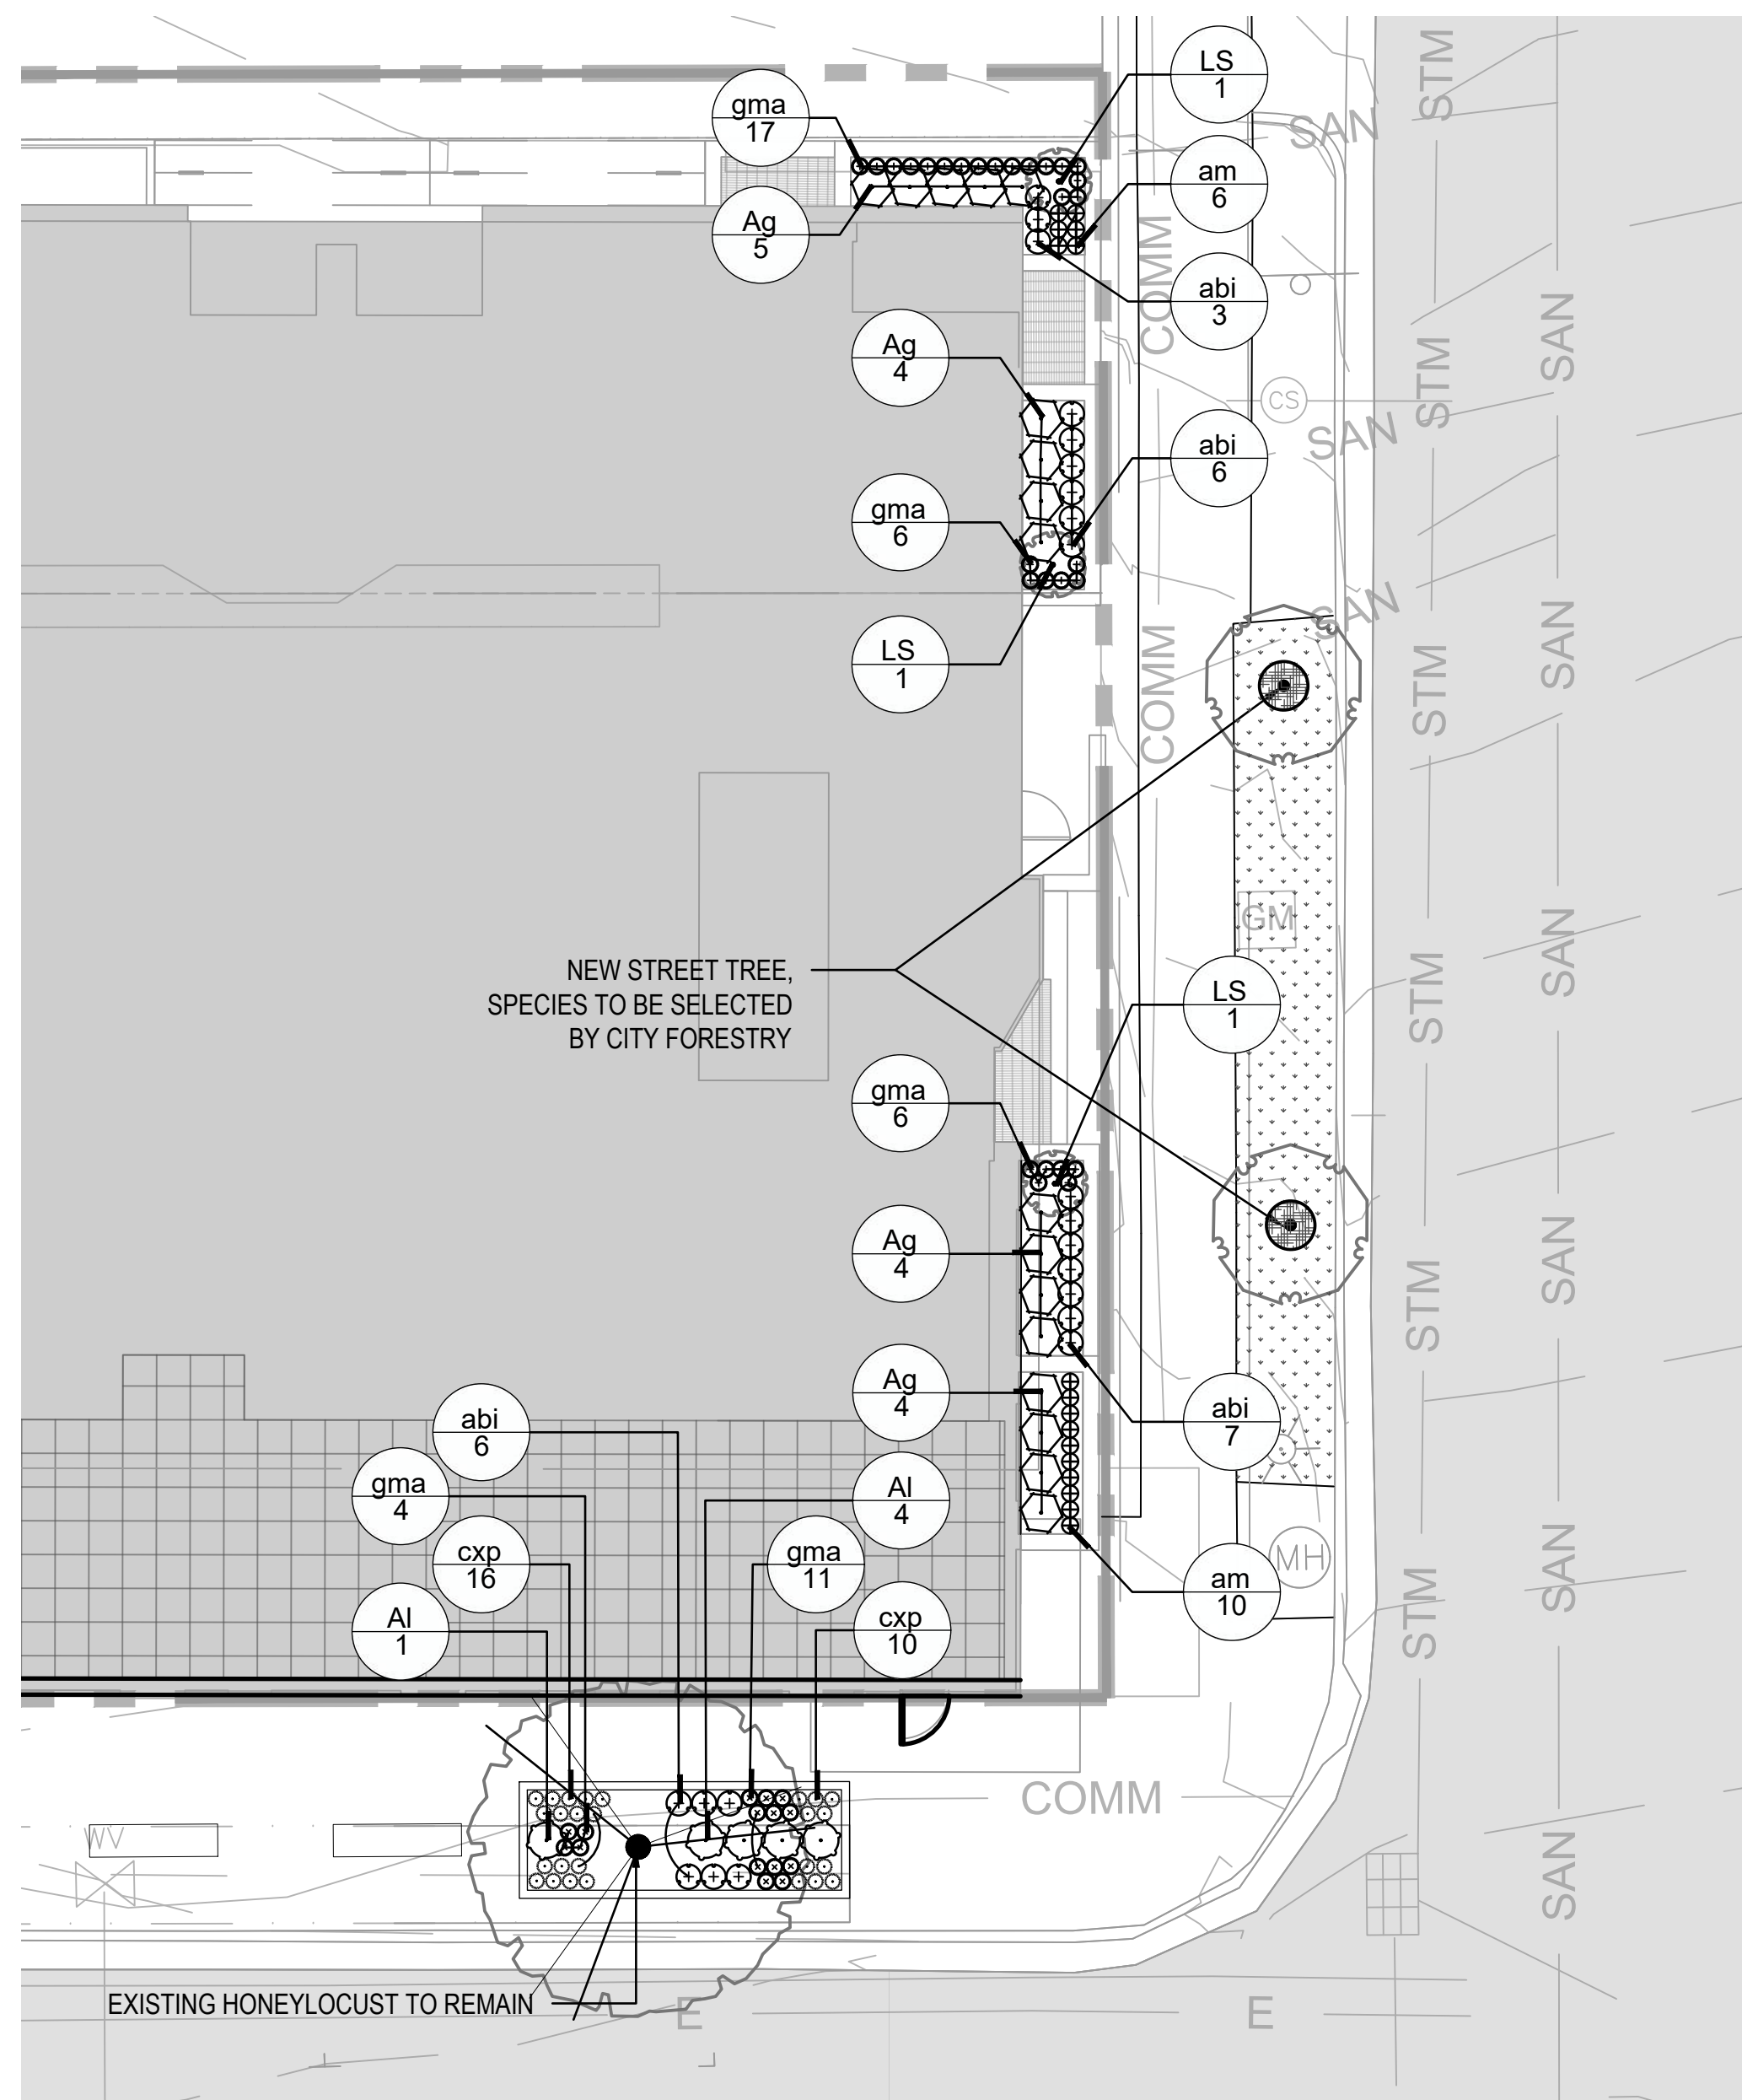 LS
1
gma
17
am
6
Ag
5
abi
3
Ag
4
abi
6
gma
6
LS
1
NEW STREET TREE,
SPECIES TO BE SELECTED
BY CITY FORESTRY
LS
1
gma
6
Ag
4
Ag
4
abi
7
abi
6
gma
4
Al
4
cxp
16
gma
11
am
10
Al
1
cxp
10
EXISTING HONEYLOCUST TO REMAIN
COMM
COMM
COMM
SAN
SAN
SAN
CS
GM
MH
WV
E
E
STM
STM
STM
STM
STM
STM
SAN
SAN
SAN
SAN
SAN
SAN